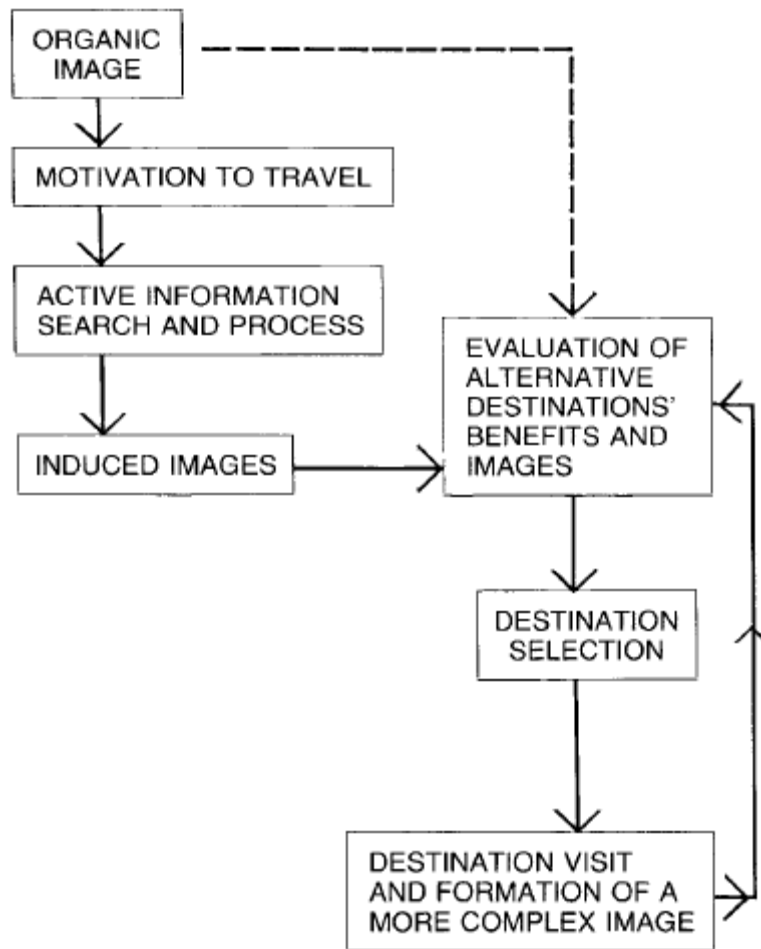 ORGANIC
IMAGE
MOTIVATION TO TRAVEL
ACTIVE INFORMATION
SEARCH AND PROCESS
INDUCED IMAGES
EVALUATION OF
ALTERNATIVE
DESTINATIONS'
BENEFITS AND
IMAGES
DESTINATION
SELECTION
DESTINATION VISIT
AND FORMATION OF A
MORE COMPLEX IMAGE